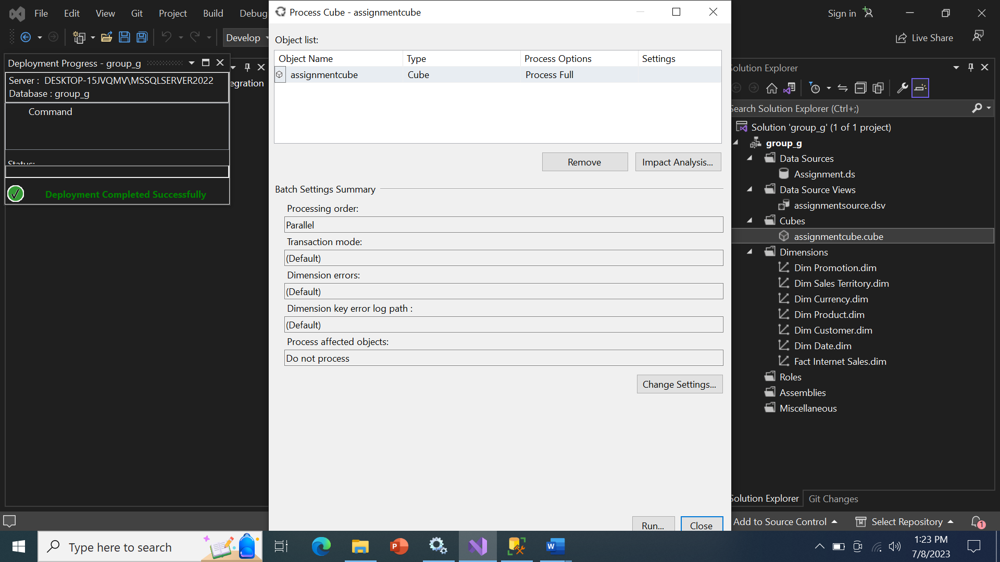 File Edit View Git Project Build Debug
Sign in
Develop
Live Share
Deployment Progress - group_g
Server : DESKTOP-15JVQMV\MSSQLSERVER2022
Database : group_g
Command
Status:
Deployment Completed Successfully
egration
Process Cube - assignmentcube
Object list:
Object Name Type Process Options Settings
assignmentcube Cube Process Full
Remove Impact Analysis...
Batch Settings Summary
Processing order:
Parallel
Transaction mode:
(Default)
Dimension errors:
(Default)
Dimension key error log path :
(Default)
Process affected objects:
Do not process
Change Settings...
Run... Close
Solution Explorer
Search Solution Explorer (Ctrl+;)
Solution 'group_g' (1 of 1 project)
group_g
Data Sources
Assignment.ds
Data Source Views
assignmentsource.dsv
Cubes
assignmentcube.cube
Dimensions
Dim Promotion.dim
Dim Sales Territory.dim
Dim Currency.dim
Dim Product.dim
Dim Customer.dim
Dim Date.dim
Fact Internet Sales.dim
Roles
Assemblies
Miscellaneous
Solution Explorer Git Changes
Add to Source Control Select Repository 1
Type here to search
P
W
1:23 PM
7/8/2023